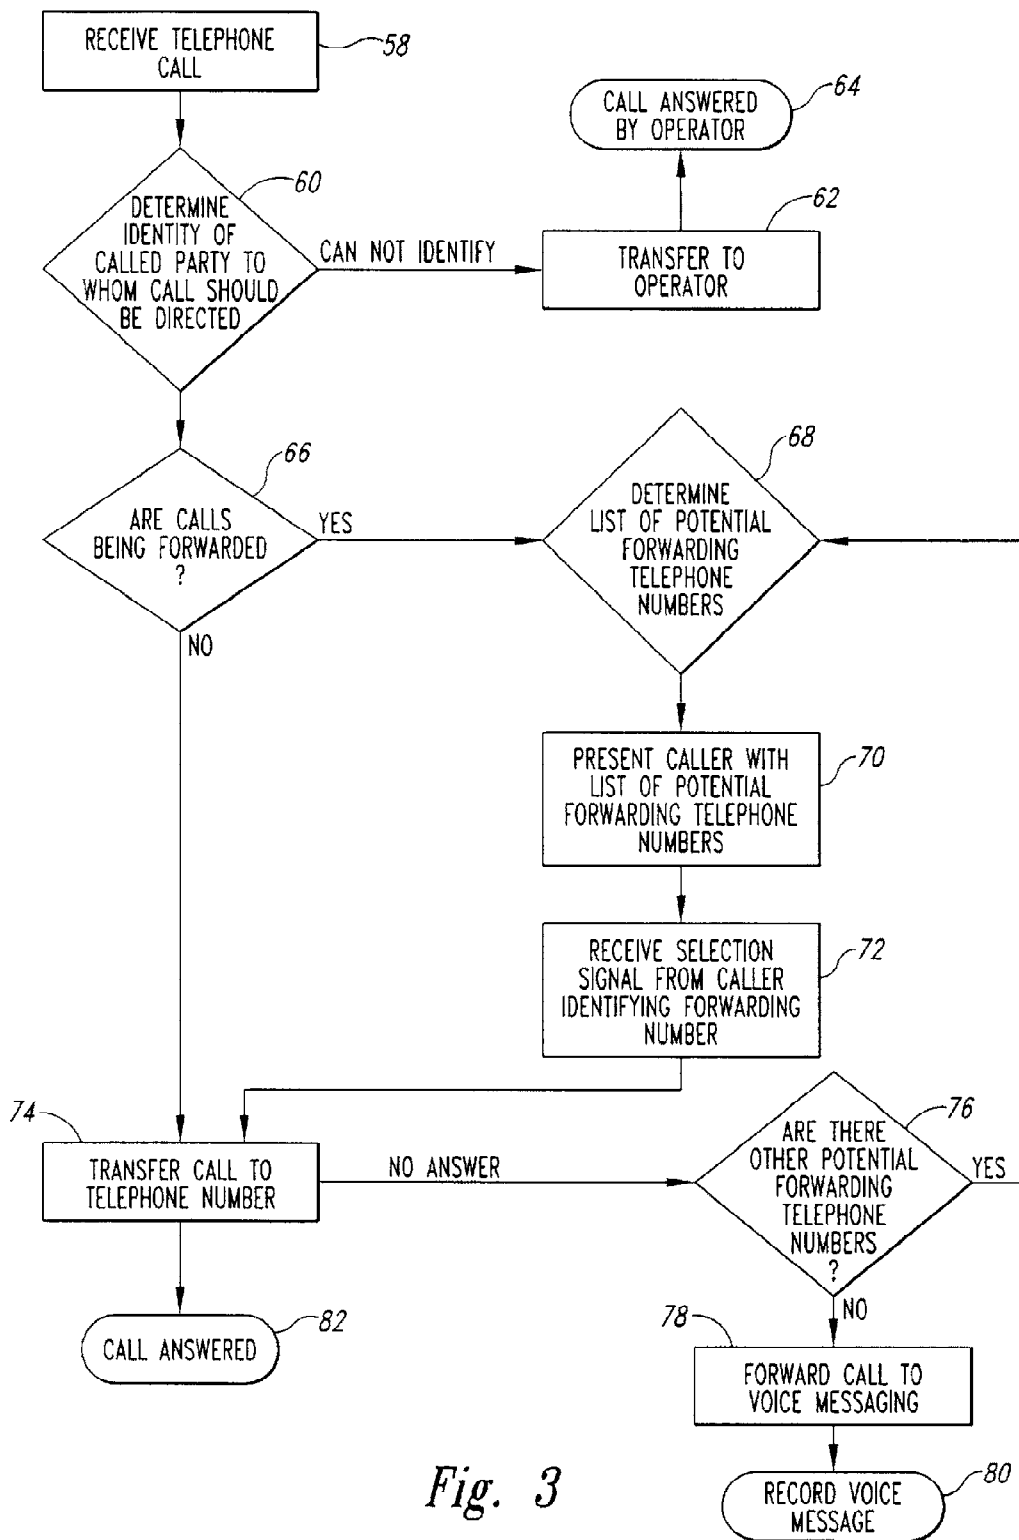 RECEIVE TELEPHONE
CALL
58
CALL ANSWERED
BY OPERATOR
64
DETERMINE
IDENTITY OF
CALLED PARTY TO
WHOM CALL SHOULD
BE DIRECTED
60
CAN NOT IDENTIFY
TRANSFER TO
OPERATOR
62
ARE CALLS
BEING FORWARDED
?
66
YES
NO
DETERMINE
LIST OF POTENTIAL
FORWARDING
TELEPHONE
NUMBERS
68
PRESENT CALLER WITH
LIST OF POTENTIAL
FORWARDING TELEPHONE
NUMBERS
70
RECEIVE SELECTION
SIGNAL FROM CALLER
IDENTIFYING FORWARDING
NUMBER
72
74
TRANSFER CALL TO
TELEPHONE NUMBER
NO ANSWER
ARE THERE
OTHER POTENTIAL
FORWARDING
TELEPHONE
NUMBERS
?
76
YES
NO
CALL ANSWERED
82
78
FORWARD CALL TO
VOICE MESSAGING
RECORD VOICE
MESSAGE
80
Fig. 3